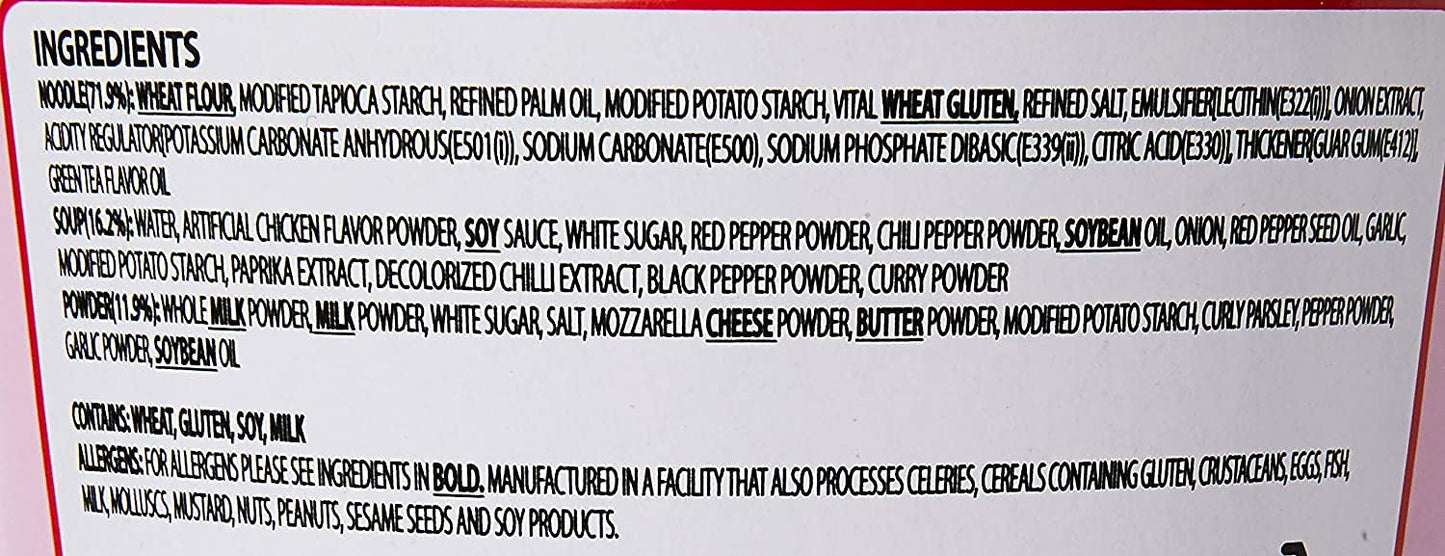 INGREDIENTS
NOODLE(71.9%): WHEAT FLOUR, MODIFIED TAPIOCA STARCH, REFINED PALM OIL, MODIFIED POTATO STARCH, VITAL WHEAT GLUTEN, REFINED SALT, EMULSIFIER[LECITHIN(E322(i))], ONION EXTRACT,
ACIDITY REGULATOR[POTASSIUM CARBONATE ANHYDROUS(E501(i)), SODIUM CARBONATE(E500), SODIUM PHOSPHATE DIBASIC(E339(ii)), CITRIC ACID(E330)], THICKENER[GUAR GUM(E412)],
GREEN TEA FLAVOR OIL
SOUP(16.2%): WATER, ARTIFICIAL CHICKEN FLAVOR POWDER, SOY SAUCE, WHITE SUGAR, RED PEPPER POWDER, CHILI PEPPER POWDER, SOYBEAN OIL, ONION, RED PEPPER SEED OIL, GARLIC,
MODIFIED POTATO STARCH, PAPRIKA EXTRACT, DECOLORIZED CHILLI EXTRACT, BLACK PEPPER POWDER, CURRY POWDER
POWDER(11.9%): WHOLE MILK POWDER, MILK POWDER, WHITE SUGAR, SALT, MOZZARELLA CHEESE POWDER, BUTTER POWDER, MODIFIED POTATO STARCH, CURLY PARSLEY, PEPPER POWDER,
GARLIC POWDER, SOYBEAN OIL
CONTAINS: WHEAT, GLUTEN, SOY, MILK
ALLERGENS: FOR ALLERGENS PLEASE SEE INGREDIENTS IN BOLD. MANUFACTURED IN A FACILITY THAT ALSO PROCESSES CELERIES, CEREALS CONTAINING GLUTEN, CRUSTACEANS, EGGS, FISH,
MILK, MOLLUSCS, MUSTARD, NUTS, PEANUTS, SESAME SEEDS AND SOY PRODUCTS.